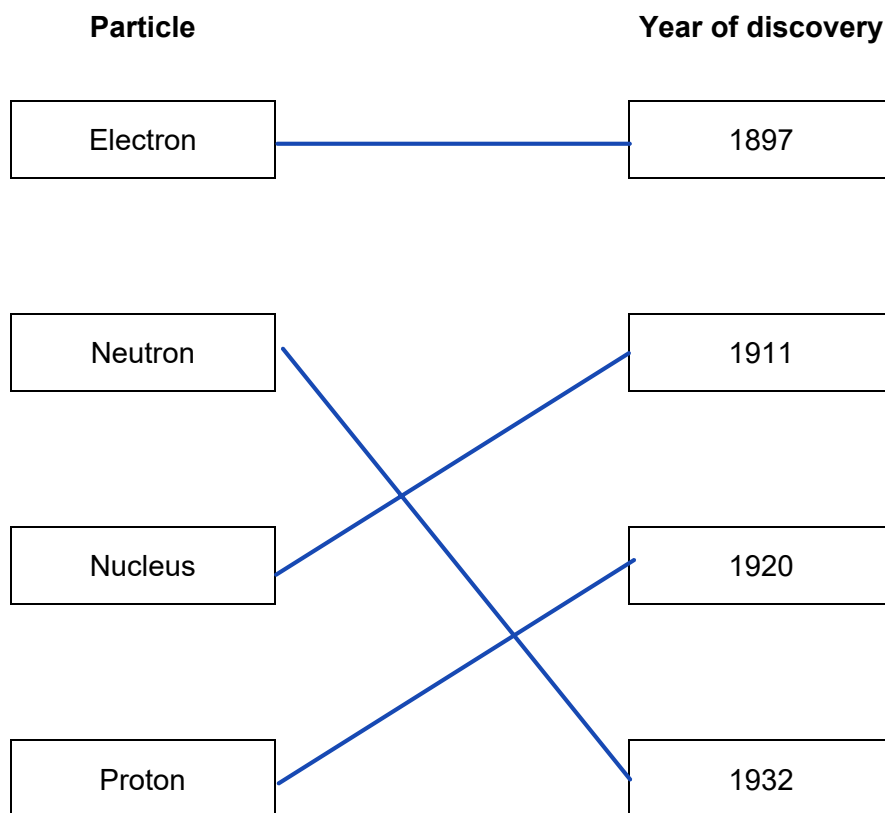 Particle Year of discovery
Electron 1897
Neutron 1911
Nucleus 1920
Proton 1932